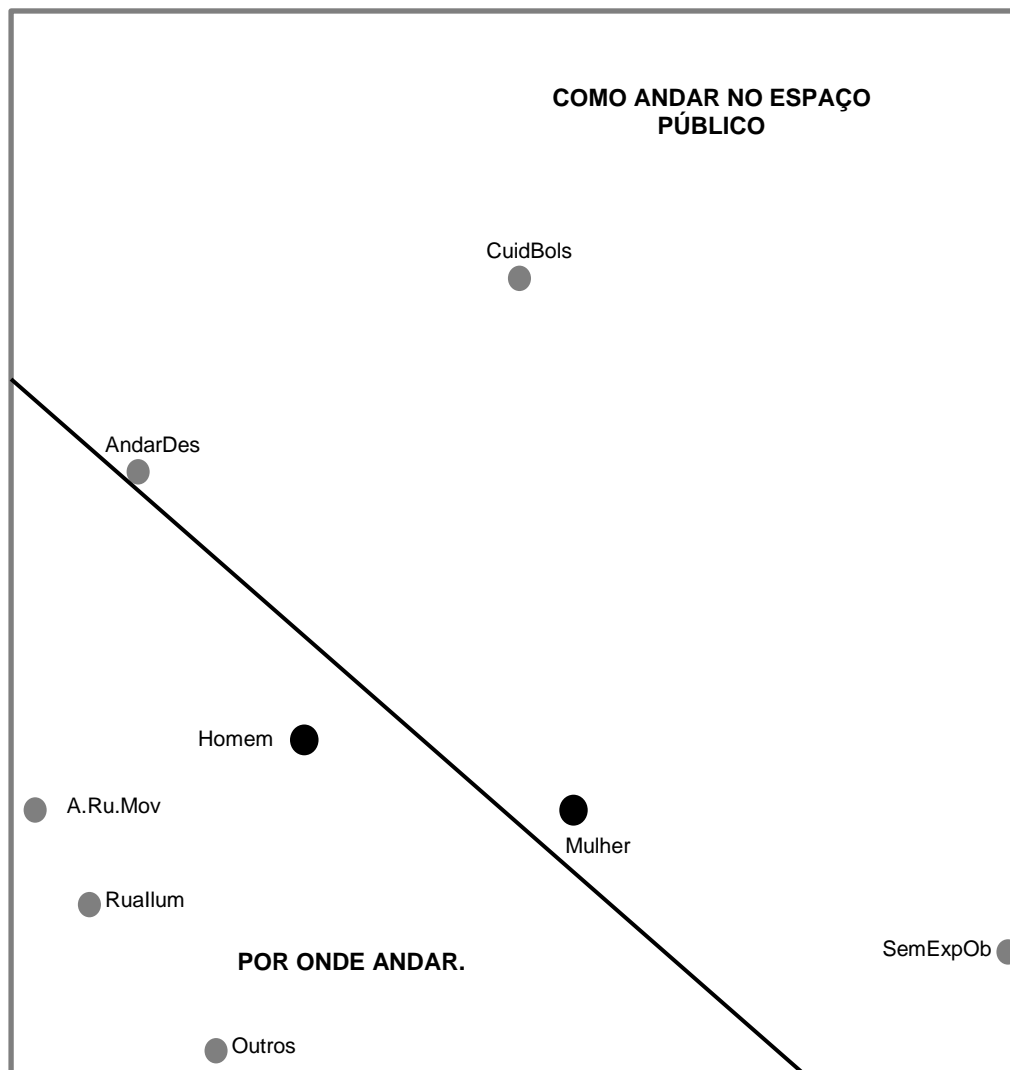 COMO ANDAR NO ESPAÇO
PÚBLICO
CuidBols
AndarDes
Homem
A.Ru.Mov
Mulher
RuaIlum
SemExpOb
POR ONDE ANDAR.
Outros